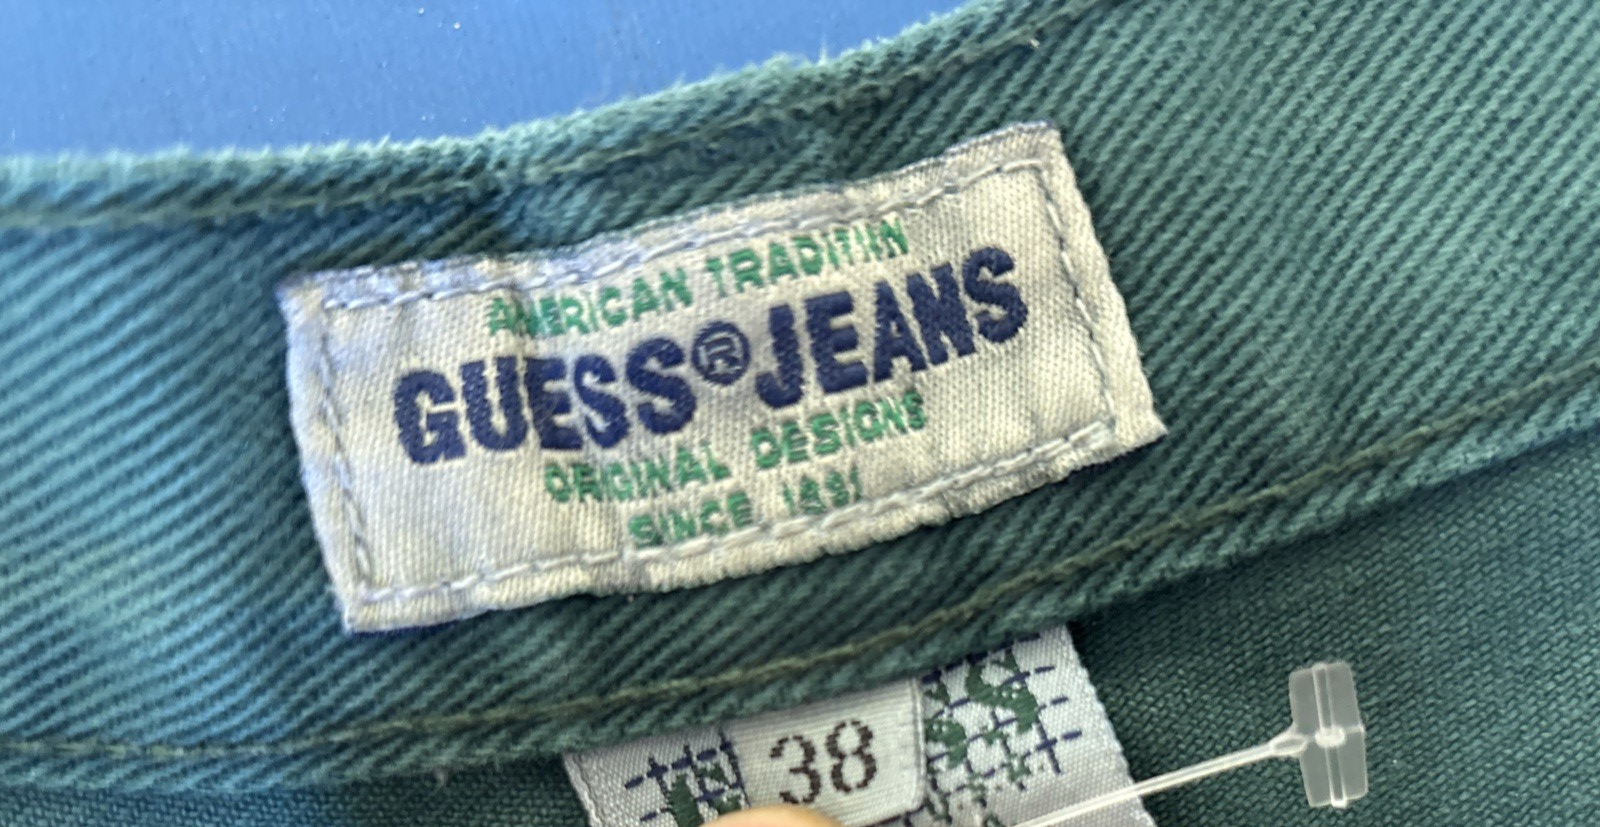 AMERICAN TRADITION
GUESS®JEANS
ORIGINAL DESIGNS
SINCE 1981
38